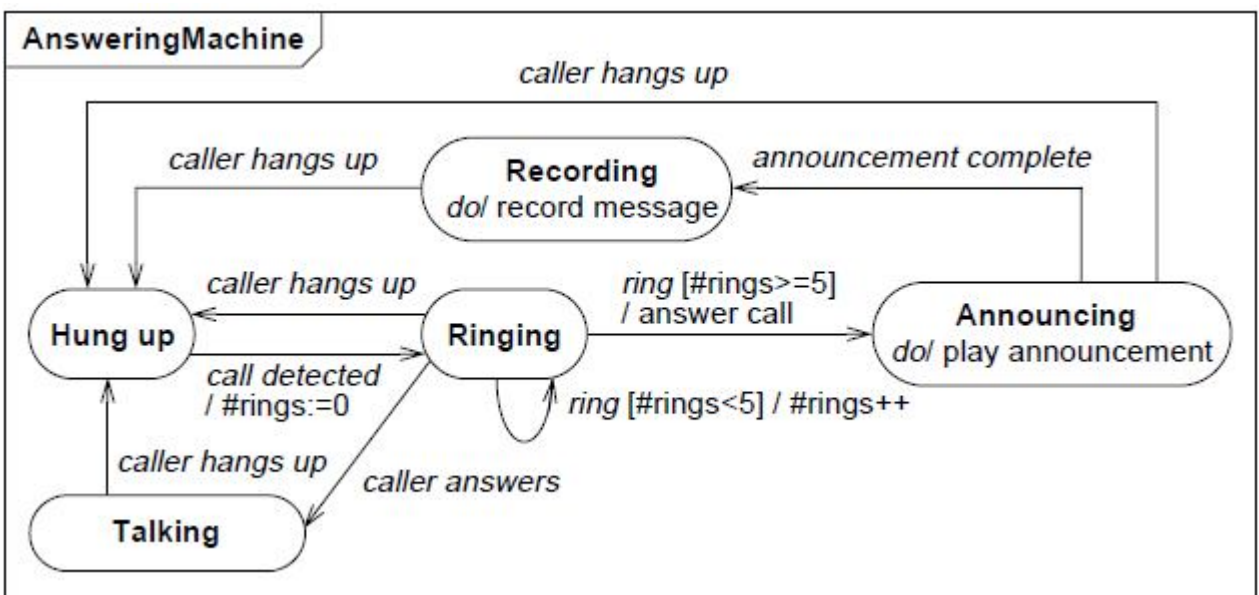 AnsweringMachine
caller hangs up
caller hangs up
Recording
do/ record message
announcement complete
caller hangs up
ring [#rings>=5]
/ answer call
Hung up
Ringing
Announcing
do/ play announcement
call detected
/ #rings:=0
ring [#rings<5] / #rings++
caller hangs up
caller answers
Talking